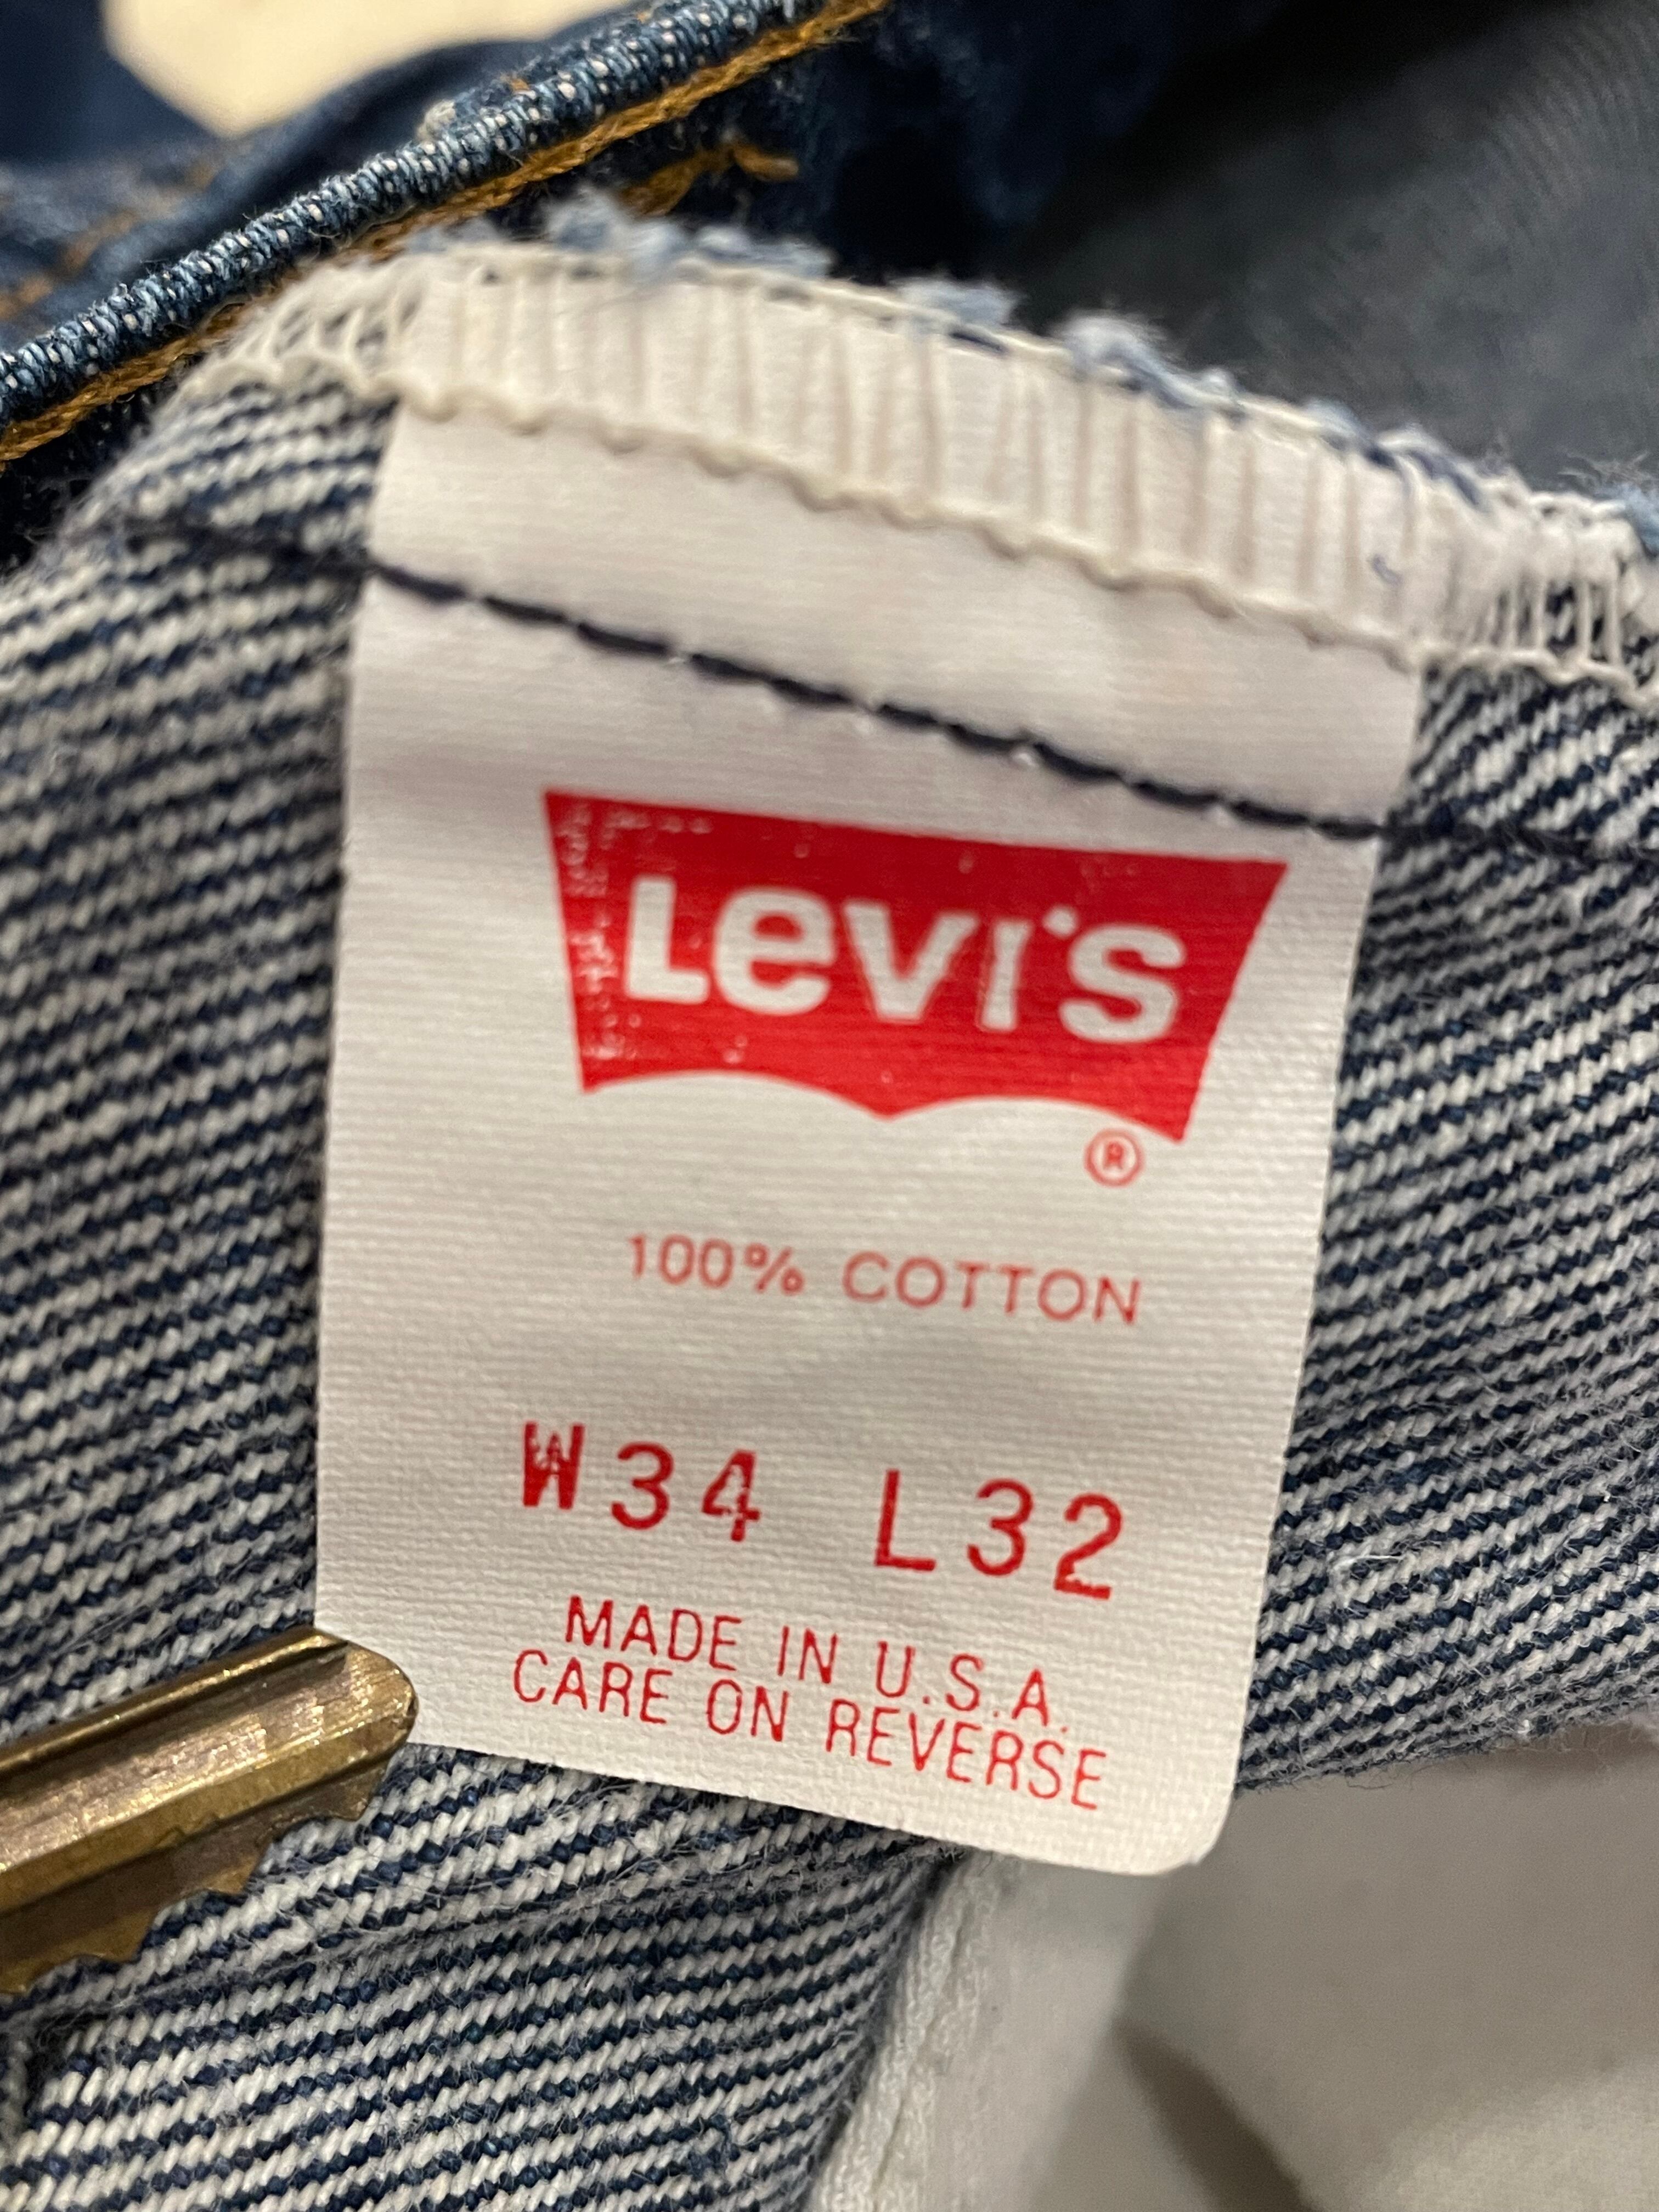 Levi's
®
100% COTTON
W34 L32
MADE IN U.S.A.
CARE ON REVERSE